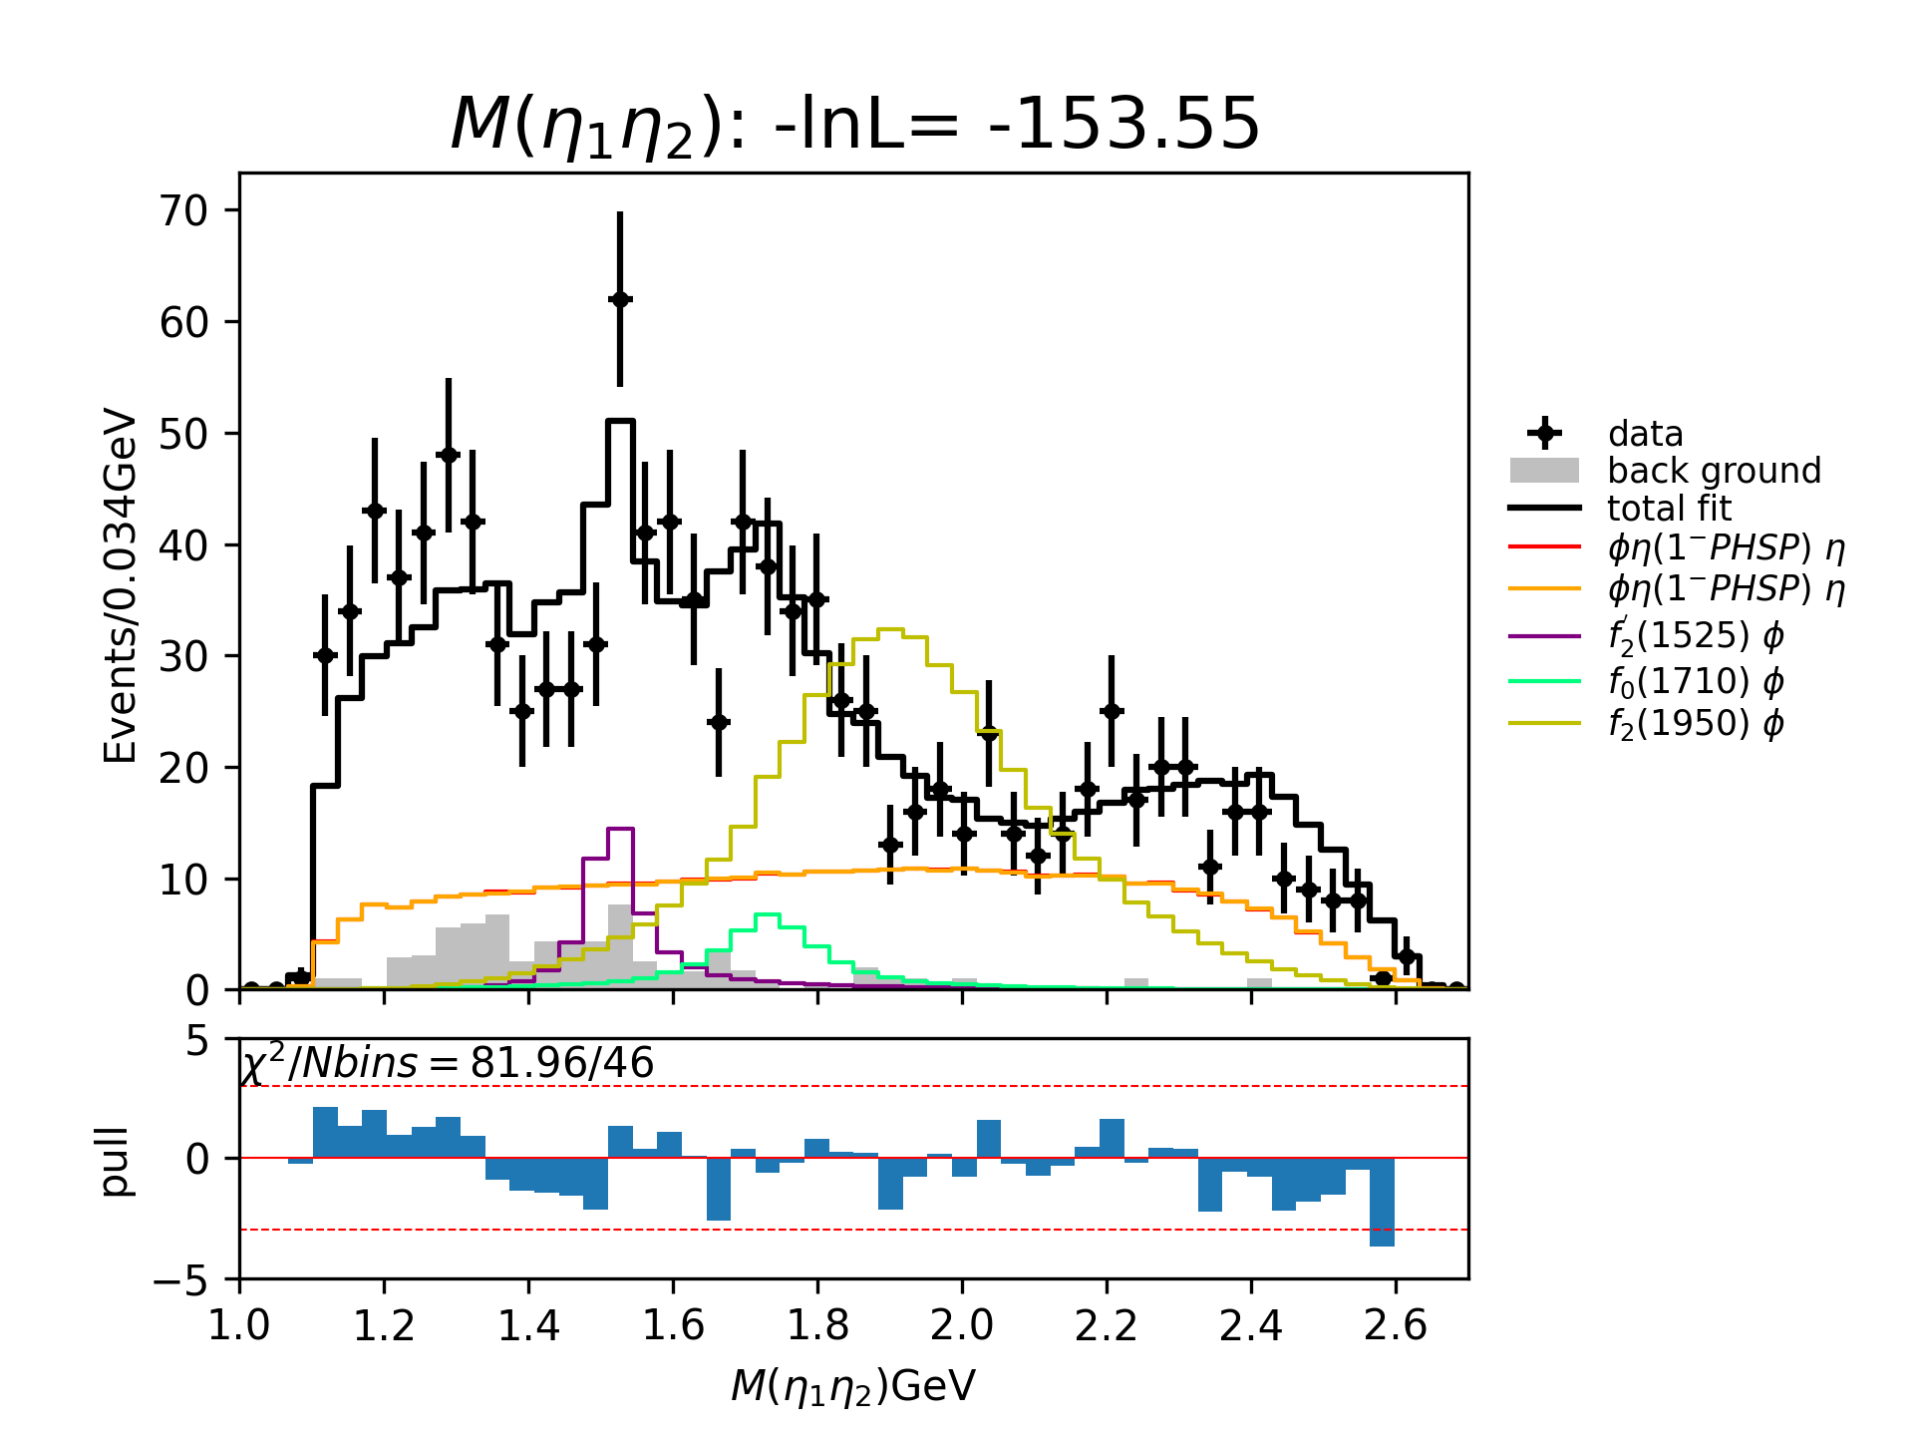 M(η₁η₂): -lnL= -153.55
Events/0.034GeV
70
60
50
40
30
20
10
0
data
back ground
total fit
ϕη(1⁻PHSP) η
ϕη(1⁻PHSP) η
f₂′(1525) ϕ
f₀(1710) ϕ
f₂(1950) ϕ
χ²/Nbins = 81.96/46
pull
5
0
−5
1.0 1.2 1.4 1.6 1.8 2.0 2.2 2.4 2.6
M(η₁η₂)GeV